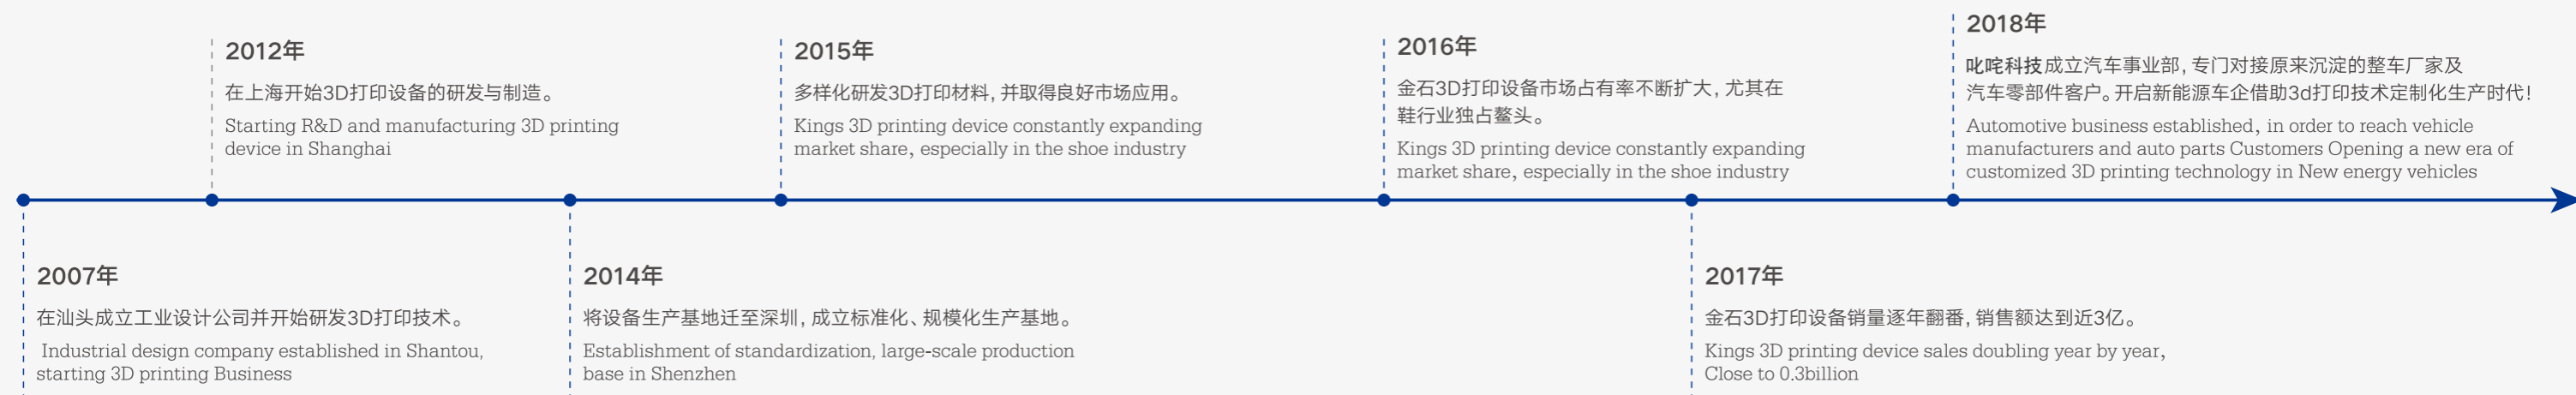 2012年
在上海开始3D打印设备的研发与制造。
Starting R&D and manufacturing 3D printing
device in Shanghai
2015年
多样化研发3D打印材料，并取得良好市场应用。
Kings 3D printing device constantly expanding
market share, especially in the shoe industry
2016年
金石3D打印设备市场占有率不断扩大，尤其在
鞋行业独占鳌头。
Kings 3D printing device constantly expanding
market share, especially in the shoe industry
2018年
叱咤科技成立汽车事业部，专门对接原来沉淀的整车厂家及
汽车零部件客户。开启新能源车企借助3d打印技术定制化生产时代！
Automotive business established, in order to reach vehicle
manufacturers and auto parts Customers Opening a new era of
customized 3D printing technology in New energy vehicles
2007年
在汕头成立工业设计公司并开始研发3D打印技术。
Industrial design company established in Shantou,
starting 3D printing Business
2014年
将设备生产基地迁至深圳，成立标准化、规模化生产基地。
Establishment of standardization, large-scale production
base in Shenzhen
2017年
金石3D打印设备销量逐年翻番，销售额达到近3亿。
Kings 3D printing device sales doubling year by year,
Close to 0.3billion